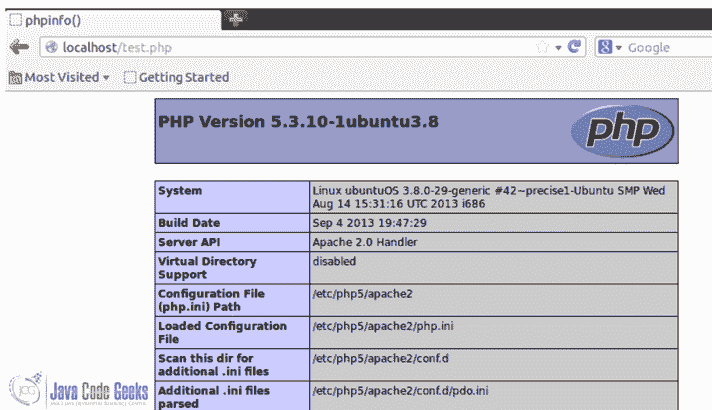 phpinfo()
localhost/test.php
Google
Most Visited
Getting Started
PHP Version 5.3.10-1ubuntu3.8
php
System
Linux ubuntuOS 3.8.0-29-generic #42~precise1-Ubuntu SMP Wed
Aug 14 15:31:16 UTC 2013 i686
Build Date
Sep 4 2013 19:47:29
Server API
Apache 2.0 Handler
Virtual Directory
Support
disabled
Configuration File
(php.ini) Path
/etc/php5/apache2
Loaded Configuration
File
/etc/php5/apache2/php.ini
Scan this dir for
additional .ini files
/etc/php5/apache2/conf.d
Additional .ini files
parsed
/etc/php5/apache2/conf.d/pdo.ini
Java Code Geeks